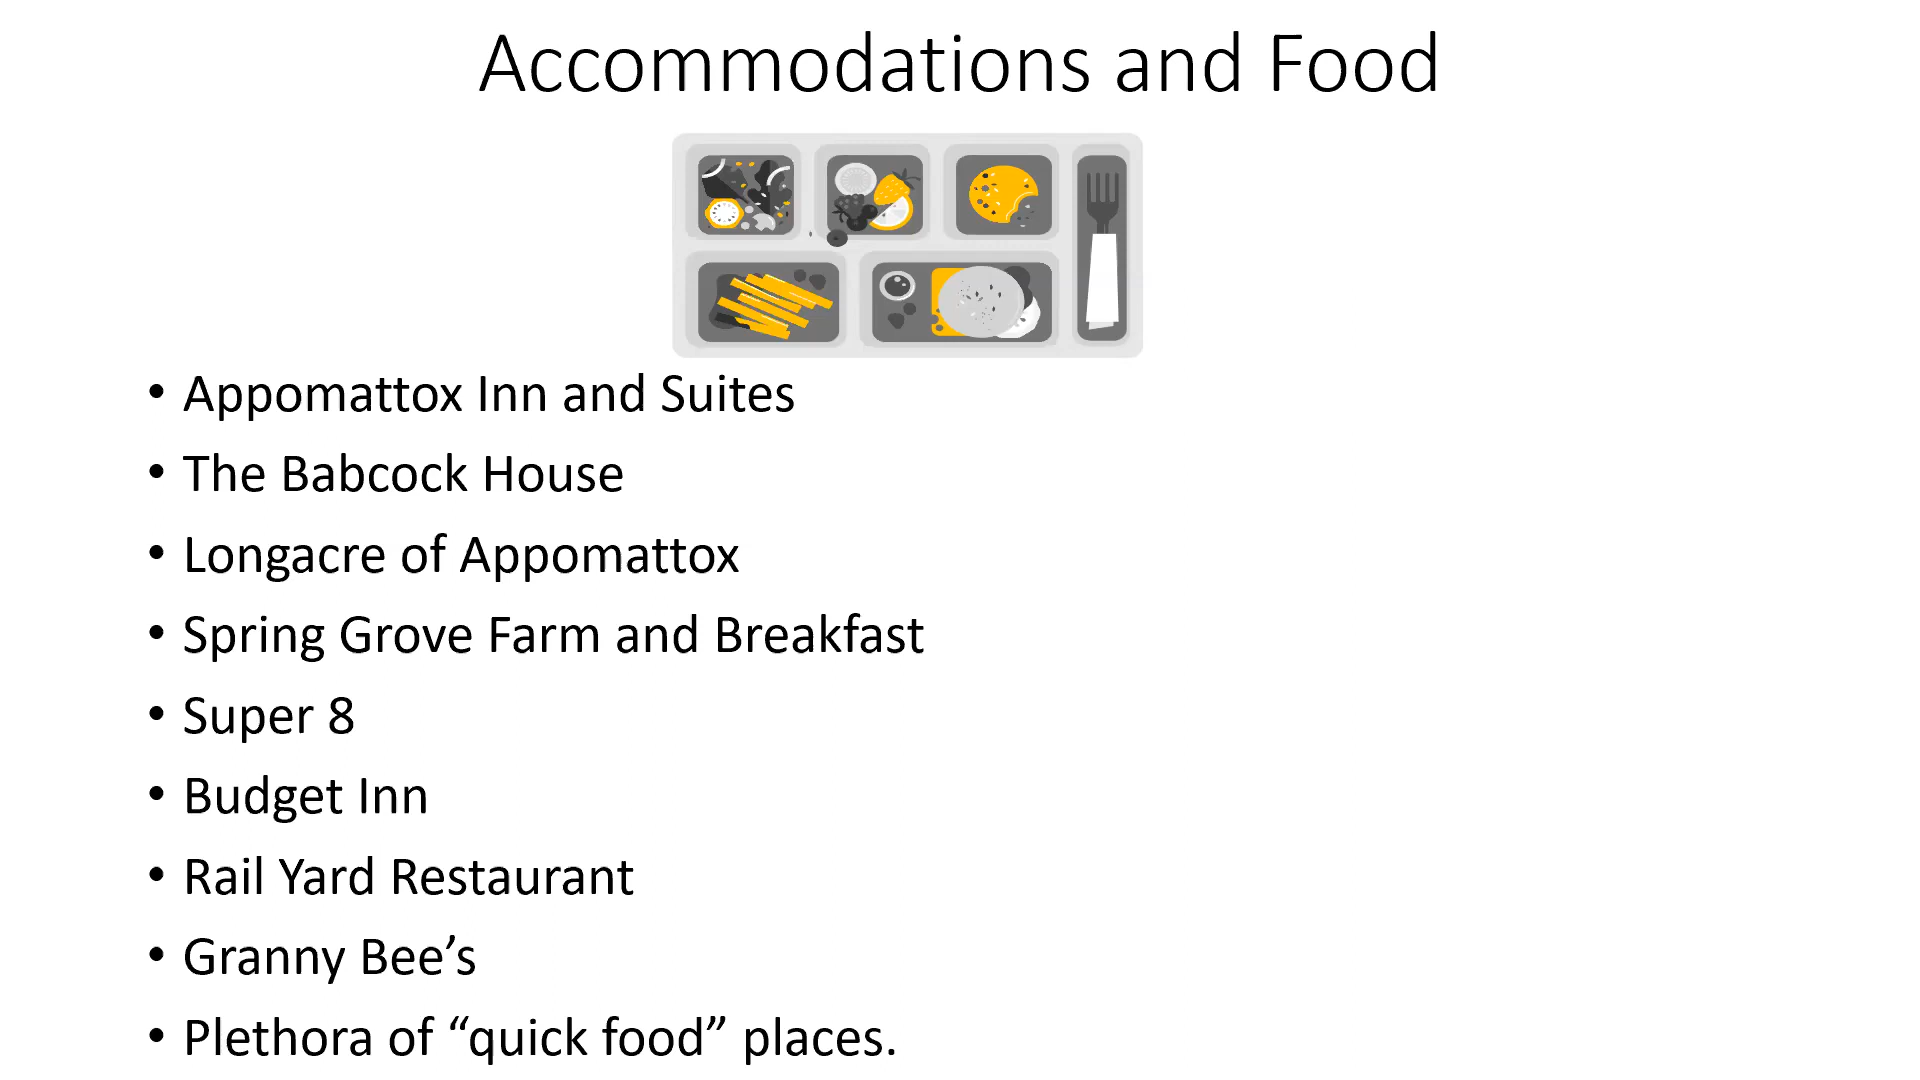 Accommodations and Food
• Appomattox Inn and Suites
• The Babcock House
• Longacre of Appomattox
• Spring Grove Farm and Breakfast
• Super 8
• Budget Inn
• Rail Yard Restaurant
• Granny Bee’s
• Plethora of “quick food” places.